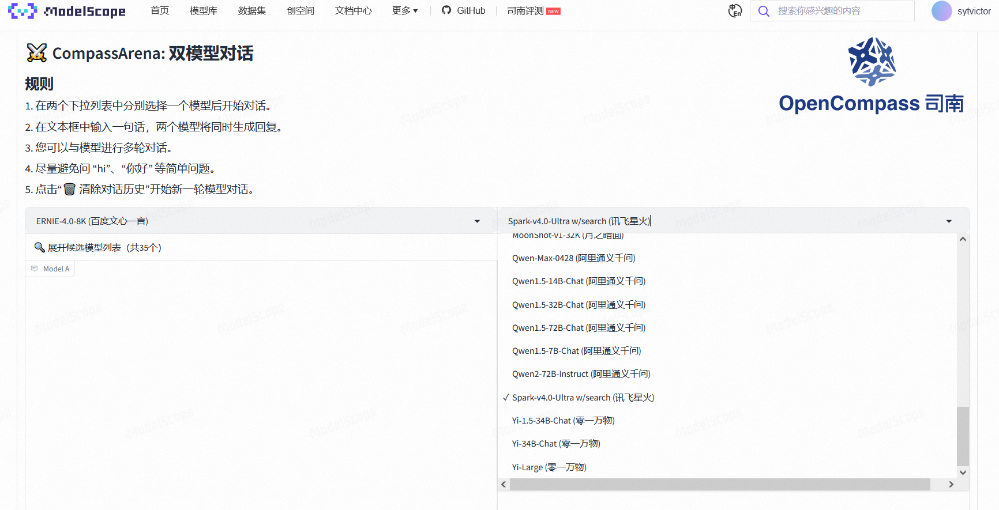 ModelScope 首页 模型库 数据集 创空间 文档中心 更多 GitHub 司南评测 NEW 中 En 搜索你感兴趣的内容 sytvictor
CompassArena: 双模型对话
OpenCompass 司南
规则
1. 在两个下拉列表中分别选择一个模型后开始对话。
2. 在文本框中输入一句话，两个模型将同时生成回复。
3. 您可以与模型进行多轮对话。
4. 尽量避免问 “hi”、“你好” 等简单问题。
5. 点击“🗑️ 清除对话历史”开始新一轮模型对话。
ERNIE-4.0-8K (百度文心一言)
🔍 展开候选模型列表（共35个）
Model A
Spark-v4.0-Ultra w/search (讯飞星火)
MoonShot-v1-32K (月之暗面)
Qwen-Max-0428 (阿里通义千问)
Qwen1.5-14B-Chat (阿里通义千问)
Qwen1.5-32B-Chat (阿里通义千问)
Qwen1.5-72B-Chat (阿里通义千问)
Qwen1.5-7B-Chat (阿里通义千问)
Qwen2-72B-Instruct (阿里通义千问)
✓ Spark-v4.0-Ultra w/search (讯飞星火)
Yi-1.5-34B-Chat (零一万物)
Yi-34B-Chat (零一万物)
Yi-Large (零一万物)